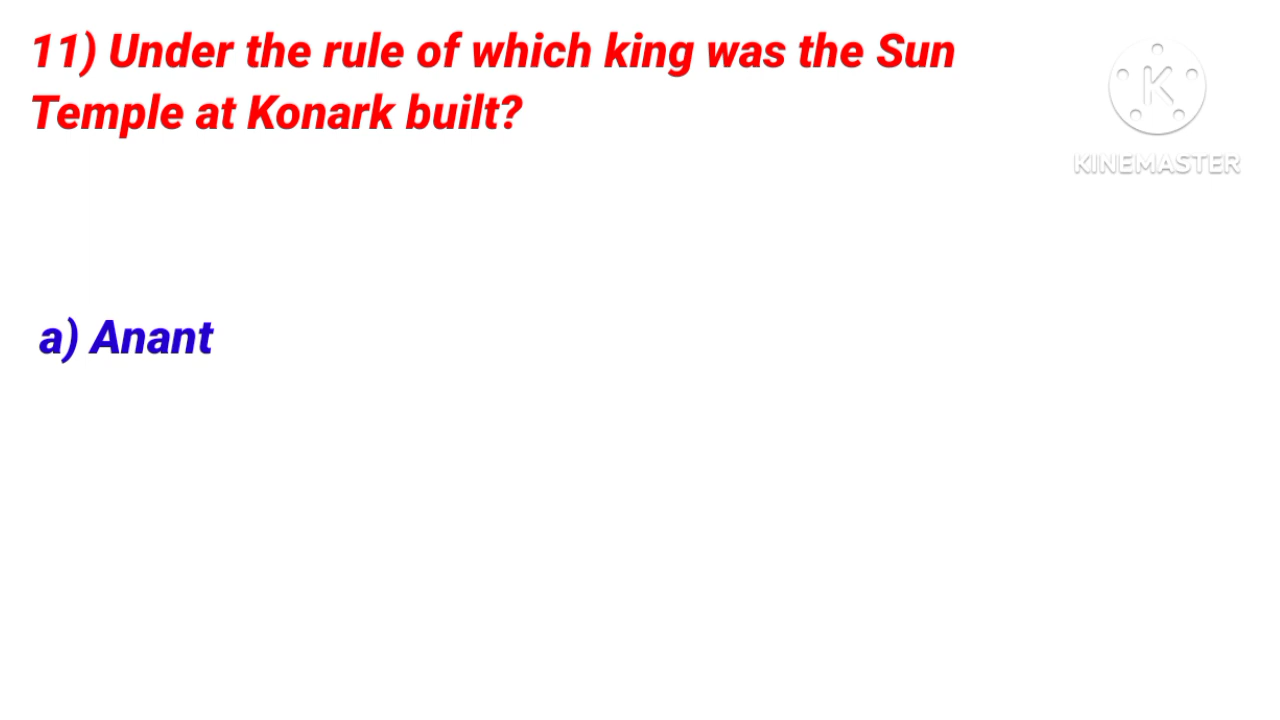 11) Under the rule of which king was the Sun
Temple at Konark built?
K
KINEMASTER
a) Anant